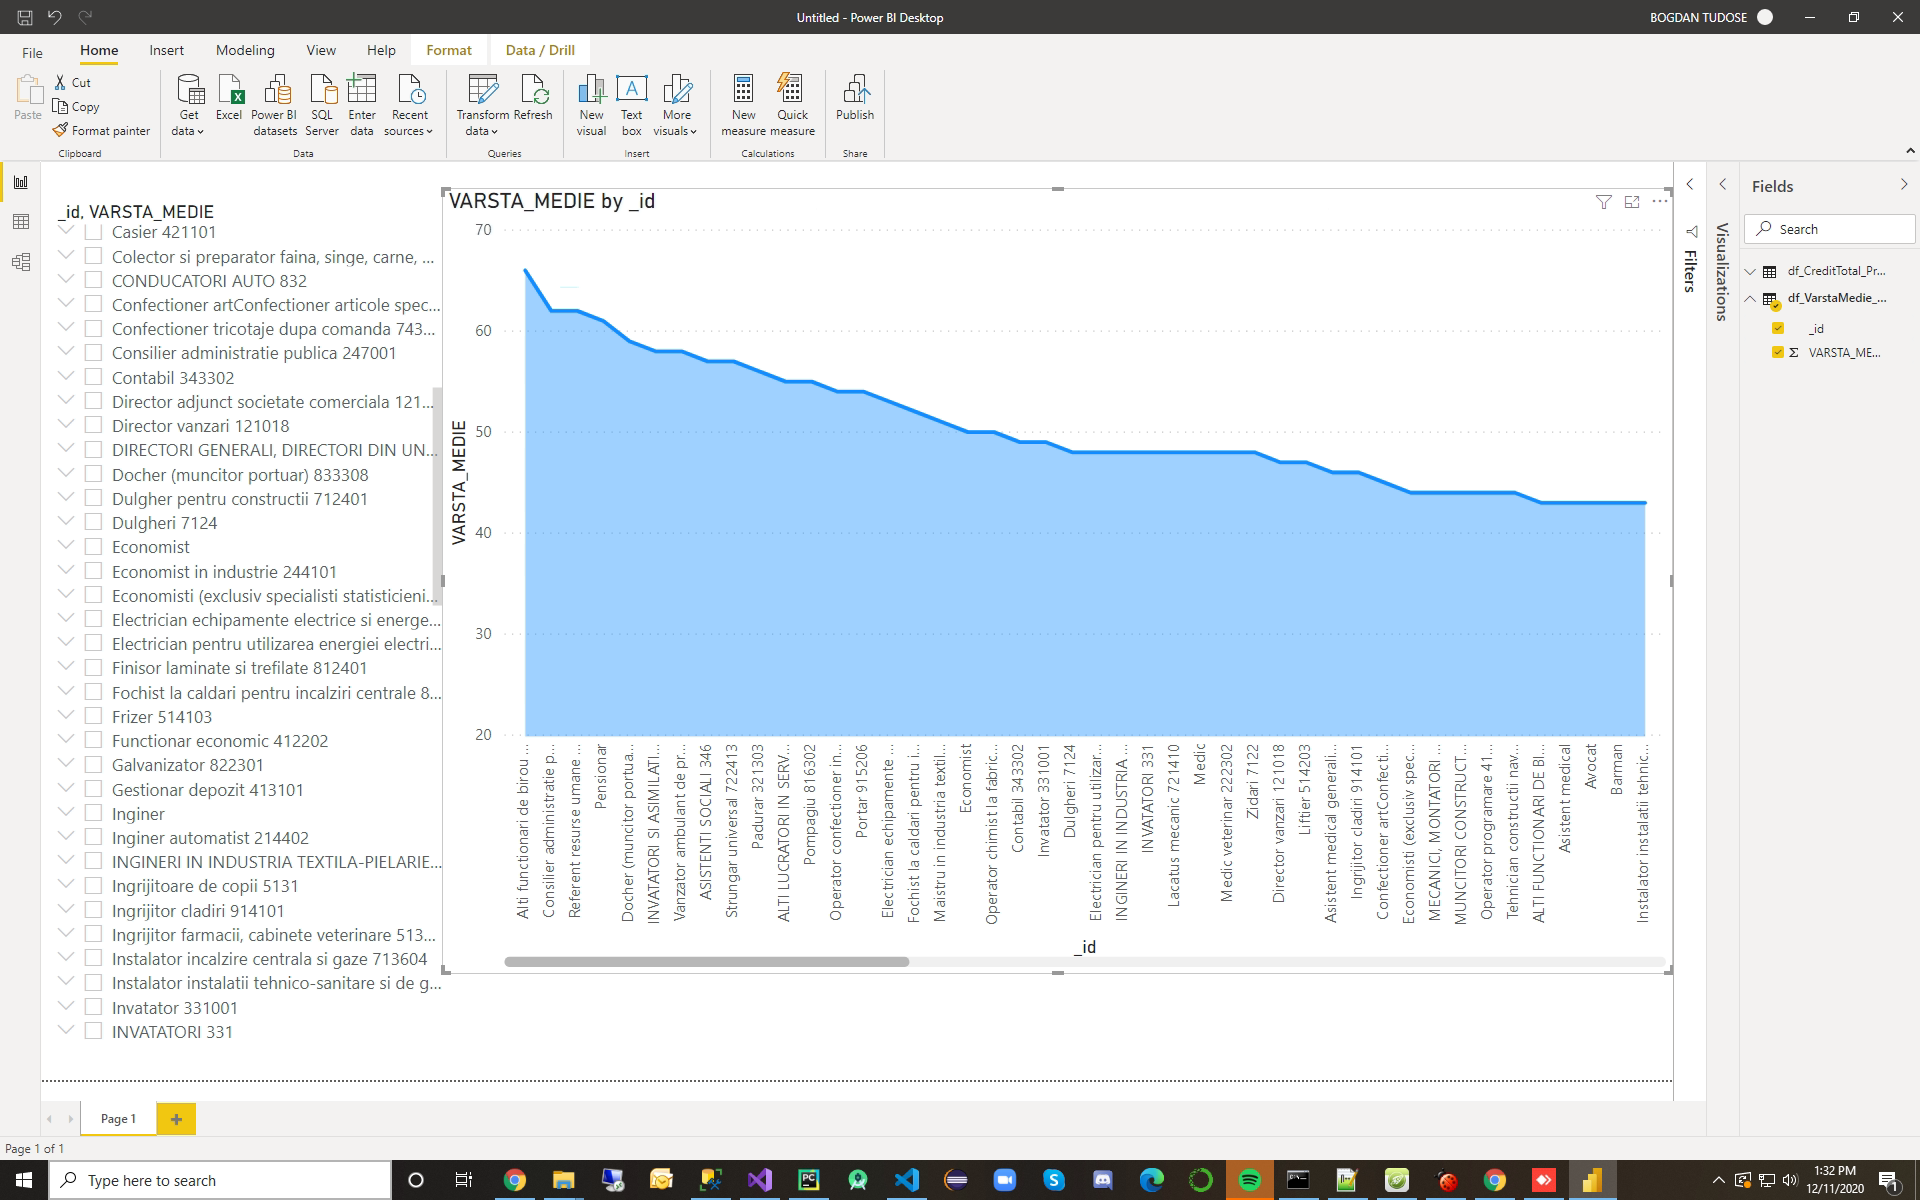 Untitled - Power BI Desktop
BOGDAN TUDOSE
File
Home
Insert
Modeling
View
Help
Format
Data / Drill
Paste
Cut
Copy
Format painter
Clipboard
Get data
Excel
Power BI datasets
SQL Server
Enter data
Recent sources
Data
Transform data
Refresh
Queries
New visual
Text box
More visuals
Insert
New measure
Quick measure
Calculations
Publish
Share
_id, VARSTA_MEDIE
Casier 421101
Colector si preparator faina, singe, carne, ...
CONDUCATORI AUTO 832
Confectioner artConfectioner articole spec...
Confectioner tricotaje dupa comanda 743...
Consilier administratie publica 247001
Contabil 343302
Director adjunct societate comerciala 121...
Director vanzari 121018
DIRECTORI GENERALI, DIRECTORI DIN UN...
Docher (muncitor portuar) 833308
Dulgher pentru constructii 712401
Dulgheri 7124
Economist
Economist in industrie 244101
Economisti (exclusiv specialisti statisticieni...
Electrician echipamente electrice si energe...
Electrician pentru utilizarea energiei electri...
Finisor laminate si trefilate 812401
Fochist la caldari pentru incalziri centrale 8...
Frizer 514103
Functionar economic 412202
Galvanizator 822301
Gestionar depozit 413101
Inginer
Inginer automatist 214402
INGINERI IN INDUSTRIA TEXTILA-PIELARIE...
Ingrijitoare de copii 5131
Ingrijitor cladiri 914101
Ingrijitor farmacii, cabinete veterinare 513...
Instalator incalzire centrala si gaze 713604
Instalator instalatii tehnico-sanitare si de g...
Invatator 331001
INVATATORI 331
VARSTA_MEDIE by _id
70
60
50
40
30
20
VARSTA_MEDIE
Alti functionari de birou ...
Consilier administratie p...
Referent resurse umane ...
Pensionar
Docher (muncitor portua...
INVATATORI SI ASIMILATI...
Vanzator ambulant de pr...
ASISTENTI SOCIALI 346
Strungar universal 722413
Padurar 321303
ALTI LUCRATORI IN SERV...
Pompagiu 816302
Operator confectioner in...
Portar 915206
Electrician echipamente ...
Fochist la caldari pentru i...
Maistru in industria textil...
Economist
Operator chimist la fabric...
Contabil 343302
Invatator 331001
Dulgheri 7124
Electrician pentru utilizar...
INGINERI IN INDUSTRIA ...
INVATATORI 331
Lacatus mecanic 721410
Medic
Medic veterinar 222302
Zidari 7122
Director vanzari 121018
Liftier 514203
Asistent medical generali...
Ingrijitor cladiri 914101
Confectioner artConfecti...
Economisti (exclusiv spec...
MECANICI, MONTATORI ...
MUNCITORI CONSTRUCT...
Operator programare 41...
Tehnician constructii nav...
ALTI FUNCTIONARI DE BI...
Asistent medical
Avocat
Barman
Instalator instalatii tehnic...
_id
Filters
Visualizations
Fields
Search
df_CreditTotal_Pr...
df_VarstaMedie_...
_id
VARSTA_ME...
Page 1
Page 1 of 1
Type here to search
1:32 PM
12/11/2020